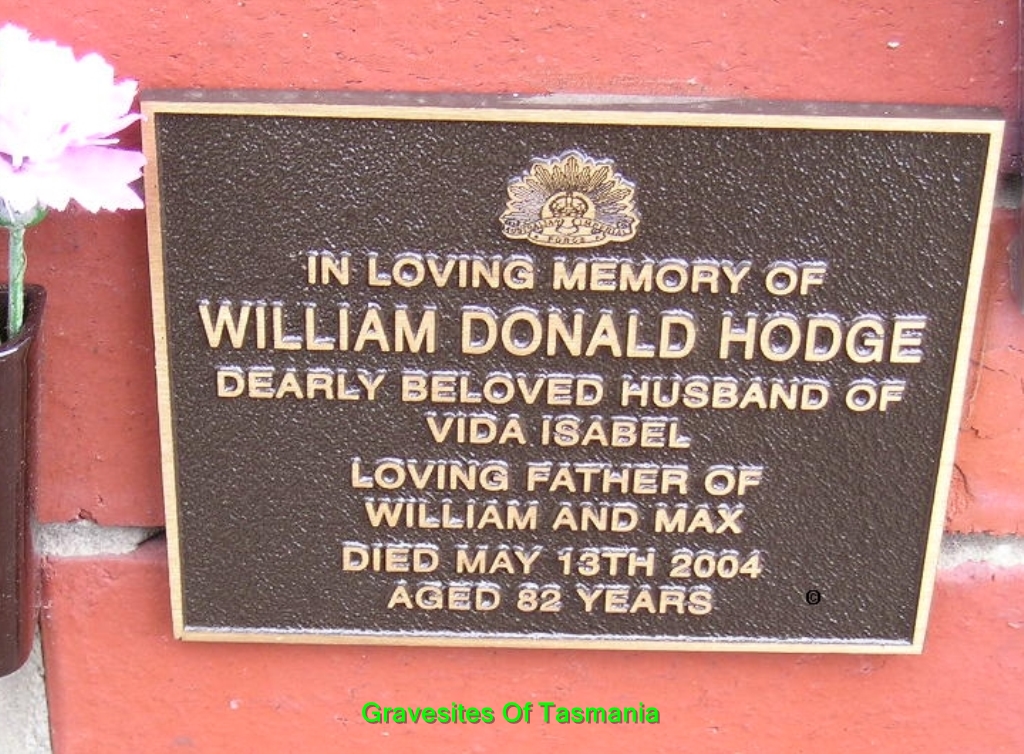 IN LOVING MEMORY OF
WILLIAM DONALD HODGE
DEARLY BELOVED HUSBAND OF
VIDA ISABEL
LOVING FATHER OF
WILLIAM AND MAX
DIED MAY 13TH 2004
AGED 82 YEARS
©
Gravesites Of Tasmania